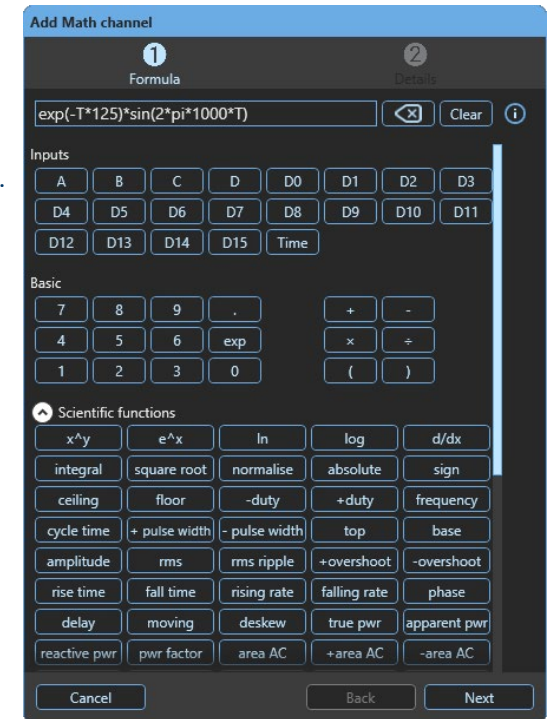 Add Math channel
1 2
Formula Details
exp(-T*125)*sin(2*pi*1000*T) Clear
Inputs
A B C D D0 D1 D2 D3
D4 D5 D6 D7 D8 D9 D10 D11
D12 D13 D14 D15 Time
Basic
7 8 9 . + -
4 5 6 exp × ÷
1 2 3 0 ( )
Scientific functions
x^y e^x ln log d/dx
integral square root normalise absolute sign
ceiling floor -duty +duty frequency
cycle time + pulse width - pulse width top base
amplitude rms rms ripple +overshoot -overshoot
rise time fall time rising rate falling rate phase
delay moving deskew true pwr apparent pwr
reactive pwr pwr factor area AC +area AC -area AC
Cancel Back Next